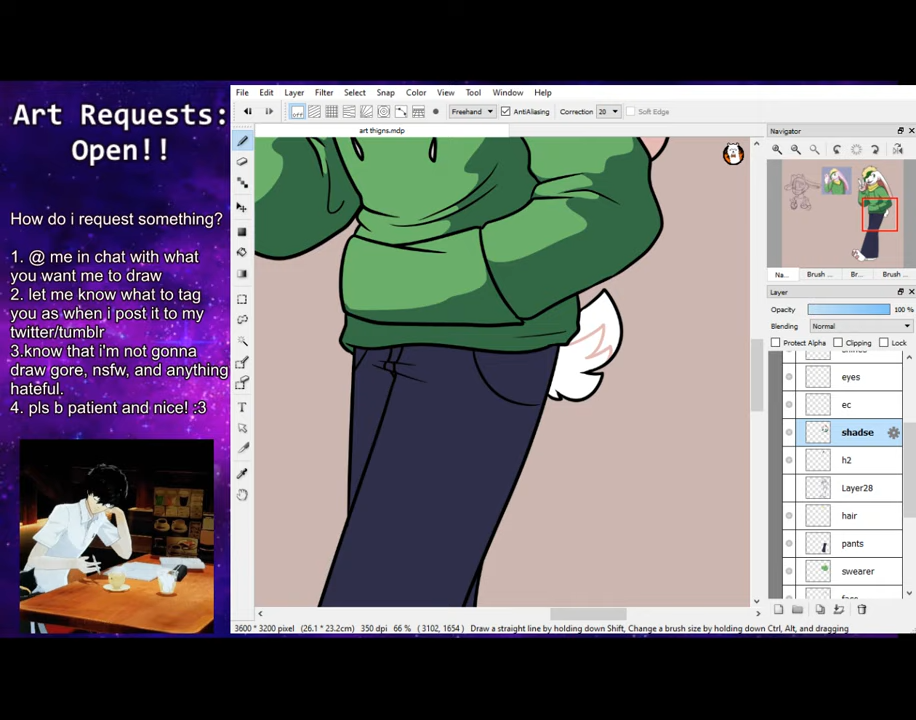 Art Requests:
Open!!
How do i request something?
1. @ me in chat with what
you want me to draw
2. let me know what to tag
you as when i post it to my
twitter/tumblr
3.know that i'm not gonna
draw gore, nsfw, and anything
hateful.
4. pls b patient and nice! :3
File Edit Layer Filter Select Snap Color View Tool Window Help
off Freehand AntiAliasing Correction 20 Soft Edge
art thigns.mdp
Navigator
Na... Brush ... Br... Brush ...
Layer
Opacity 100 %
Blending Normal
Protect Alpha Clipping Lock
eyes
ec
shadse
h2
Layer28
hair
pants
swearer
face
3600 * 3200 pixel (26.1 * 23.2cm) 350 dpi 66 % ( 3102, 1654 ) Draw a straight line by holding down Shift, Change a brush size by holding down Ctrl, Alt, and dragging